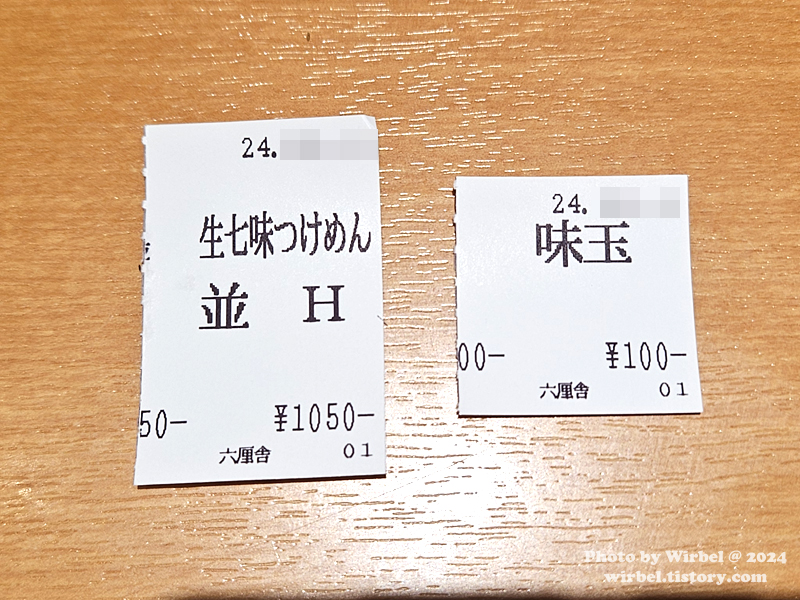 24.
生七味つけめん
並 H
50- ¥1050-
六厘舎 01
24.
味玉
00- ¥100-
六厘舎 01
Photo by Wirbel @ 2024
wirbel.tistory.com